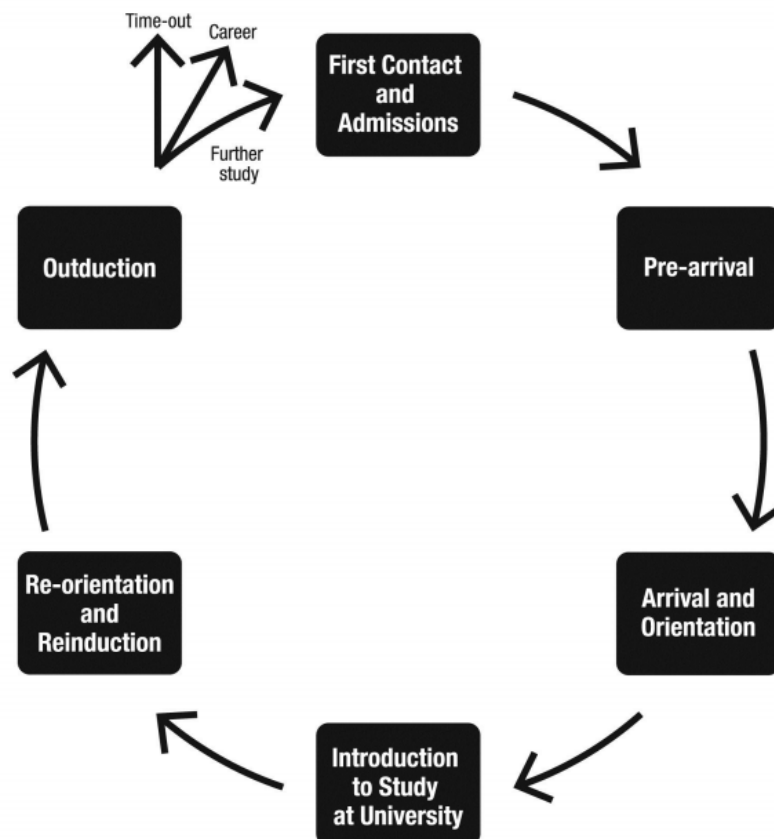 Time-out
Career
First Contact
and
Admissions
Further
study
Outduction
Pre-arrival
Re-orientation
and
Reinduction
Arrival and
Orientation
Introduction
to Study
at University